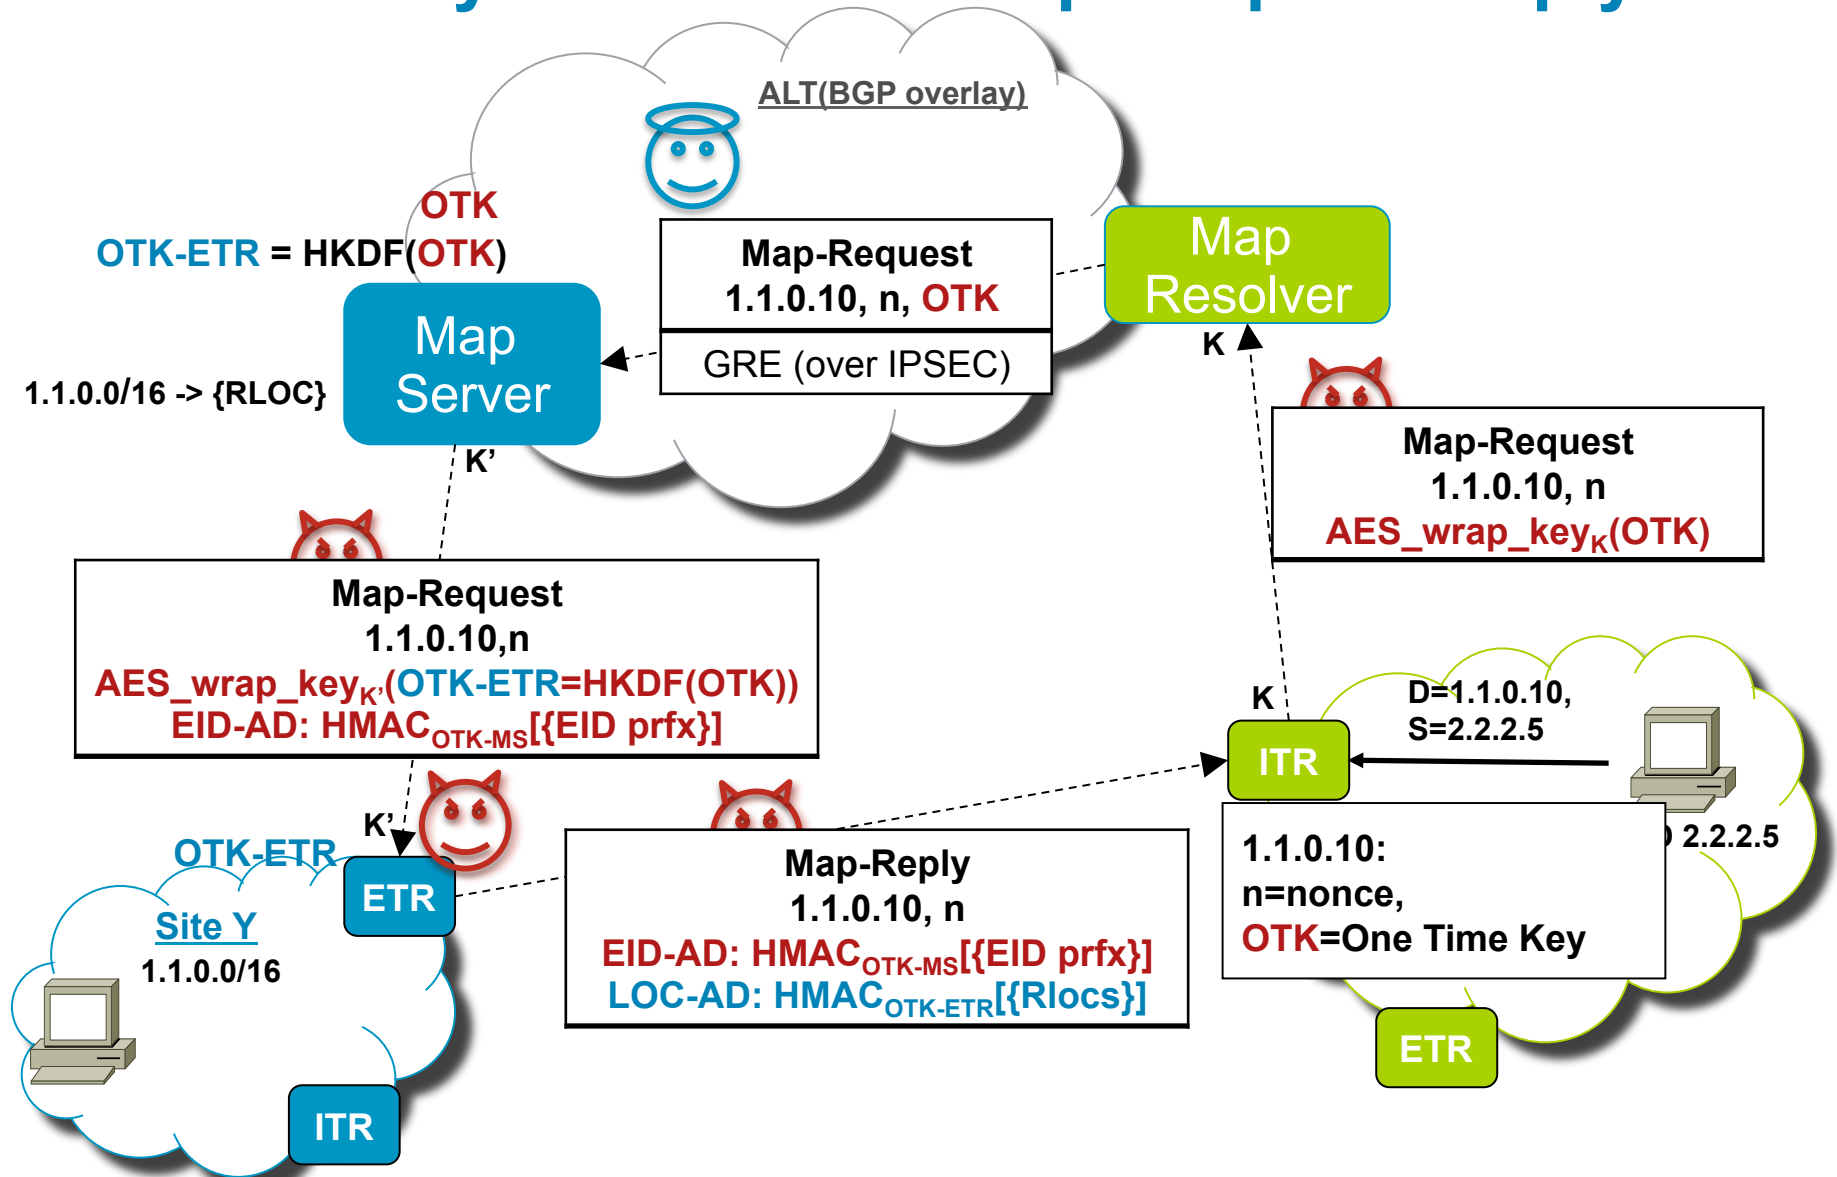 ALT(BGP overlay)
OTK
OTK-ETR = HKDF(OTK)
Map-Request
1.1.0.10, n, OTK
GRE (over IPSEC)
Map
Resolver
K
Map
Server
1.1.0.0/16 -> {RLOC}
K’
Map-Request
1.1.0.10, n
AES_wrap_keyK(OTK)
Map-Request
1.1.0.10,n
AES_wrap_keyK’(OTK-ETR=HKDF(OTK))
EID-AD: HMACOTK-MS[{EID prfx}]
K
D=1.1.0.10,
S=2.2.2.5
ITR
2.2.2.5
1.1.0.10:
n=nonce,
OTK=One Time Key
K’
OTK-ETR
ETR
Site Y
1.1.0.0/16
Map-Reply
1.1.0.10, n
EID-AD: HMACOTK-MS[{EID prfx}]
LOC-AD: HMACOTK-ETR[{Rlocs}]
ETR
ITR